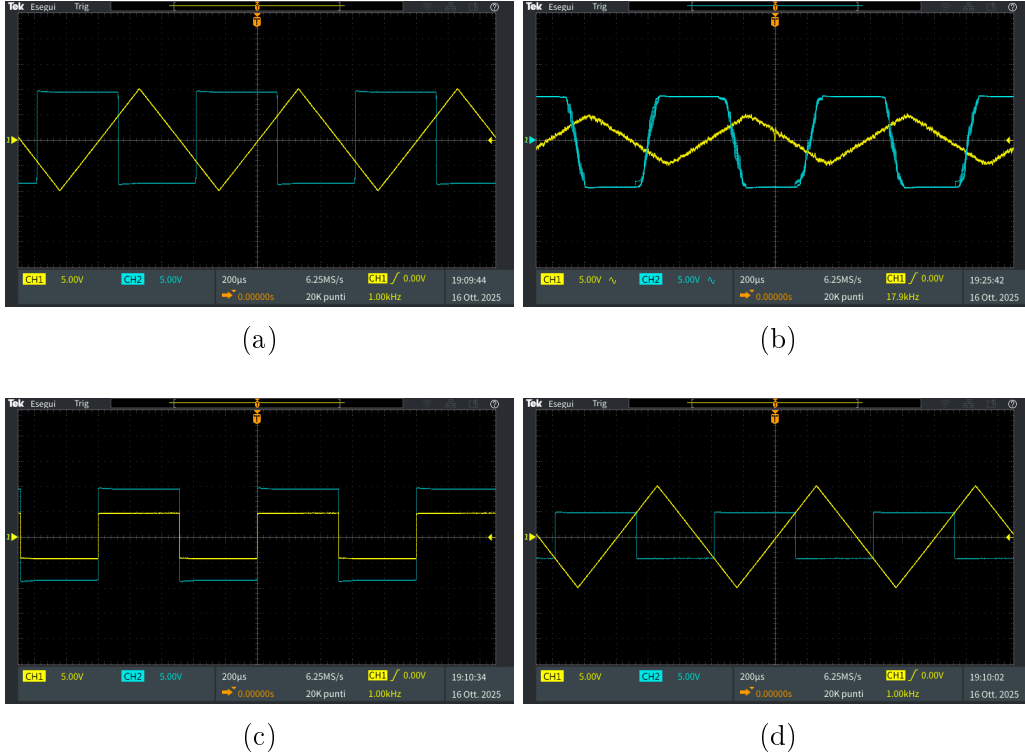 Tek Esegui Trig T ?
T
1
CH1 5.00V CH2 5.00V 200µs 6.25MS/s CH1 0.00V 19:09:44
0.00000s 20K punti 1.00kHz 16 Ott. 2025
(a)
Tek Esegui Trig T ?
T
1
CH1 5.00V CH2 5.00V 200µs 6.25MS/s CH1 0.00V 19:25:42
0.00000s 20K punti 17.9kHz 16 Ott. 2025
(b)
Tek Esegui Trig T ?
T
1
CH1 5.00V CH2 5.00V 200µs 6.25MS/s CH1 0.00V 19:10:34
0.00000s 20K punti 1.00kHz 16 Ott. 2025
(c)
Tek Esegui Trig T ?
T
1
CH1 5.00V CH2 5.00V 200µs 6.25MS/s CH1 0.00V 19:10:02
0.00000s 20K punti 1.00kHz 16 Ott. 2025
(d)